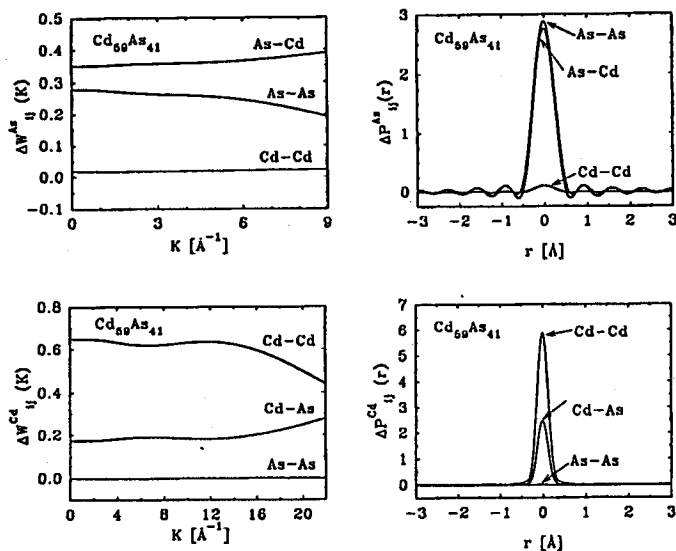 0.5
0.4
0.3
0.2
0.1
0.0
-0.1
ΔW^As_ij (K)
Cd59As41
As-Cd
As-As
Cd-Cd
0 3 6 9
K [Å^-1]
3
2
1
0
ΔP^As_ij(r)
Cd59As41
As-As
As-Cd
Cd-Cd
-3 -2 -1 0 1 2 3
r [Å]
0.8
0.6
0.4
0.2
0.0
ΔW^Cd_ij (K)
Cd59As41
Cd-Cd
Cd-As
As-As
0 4 8 12 16 20
K [Å^-1]
7
6
5
4
3
2
1
0
ΔP^Cd_ij(r)
Cd59As41
Cd-Cd
Cd-As
As-As
-3 -2 -1 0 1 2 3
r [Å]